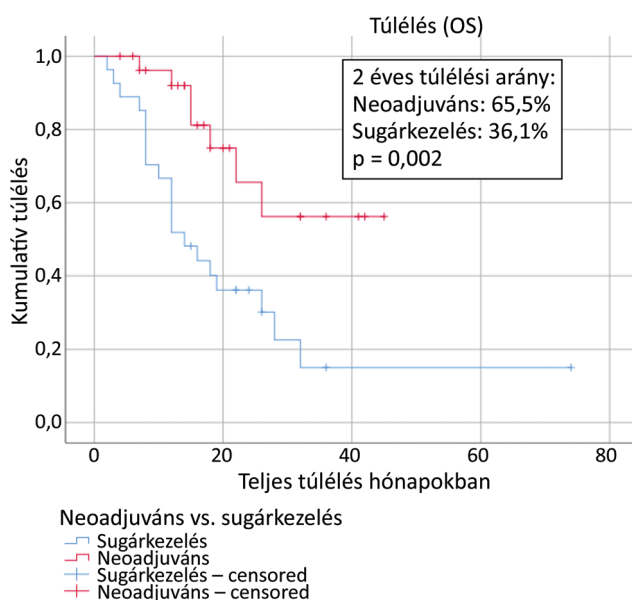 Túlélés (OS)
2 éves túlélési arány:
Neoadjuváns: 65,5%
Sugárkezelés: 36,1%
p = 0,002
Kumulatív túlélés
1,0
0,8
0,6
0,4
0,2
0,0
0 20 40 60 80
Teljes túlélés hónapokban
Neoadjuváns vs. sugárkezelés
Sugárkezelés
Neoadjuváns
Sugárkezelés – censored
Neoadjuváns – censored